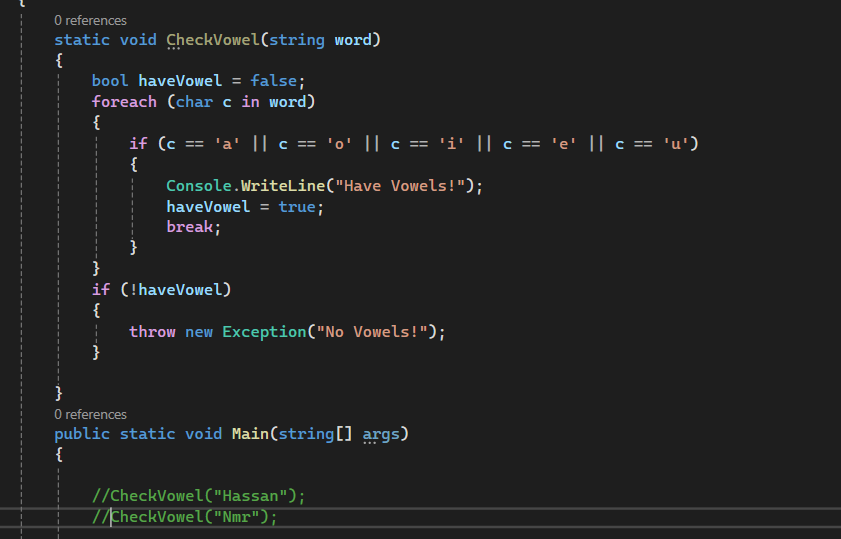 {
0 references
static void CheckVowel(string word)
{
bool haveVowel = false;
foreach (char c in word)
{
if (c == 'a' || c == 'o' || c == 'i' || c == 'e' || c == 'u')
{
Console.WriteLine("Have Vowels!");
haveVowel = true;
break;
}
}
if (!haveVowel)
{
throw new Exception("No Vowels!");
}
}
0 references
public static void Main(string[] args)
{
//CheckVowel("Hassan");
//CheckVowel("Nmr");